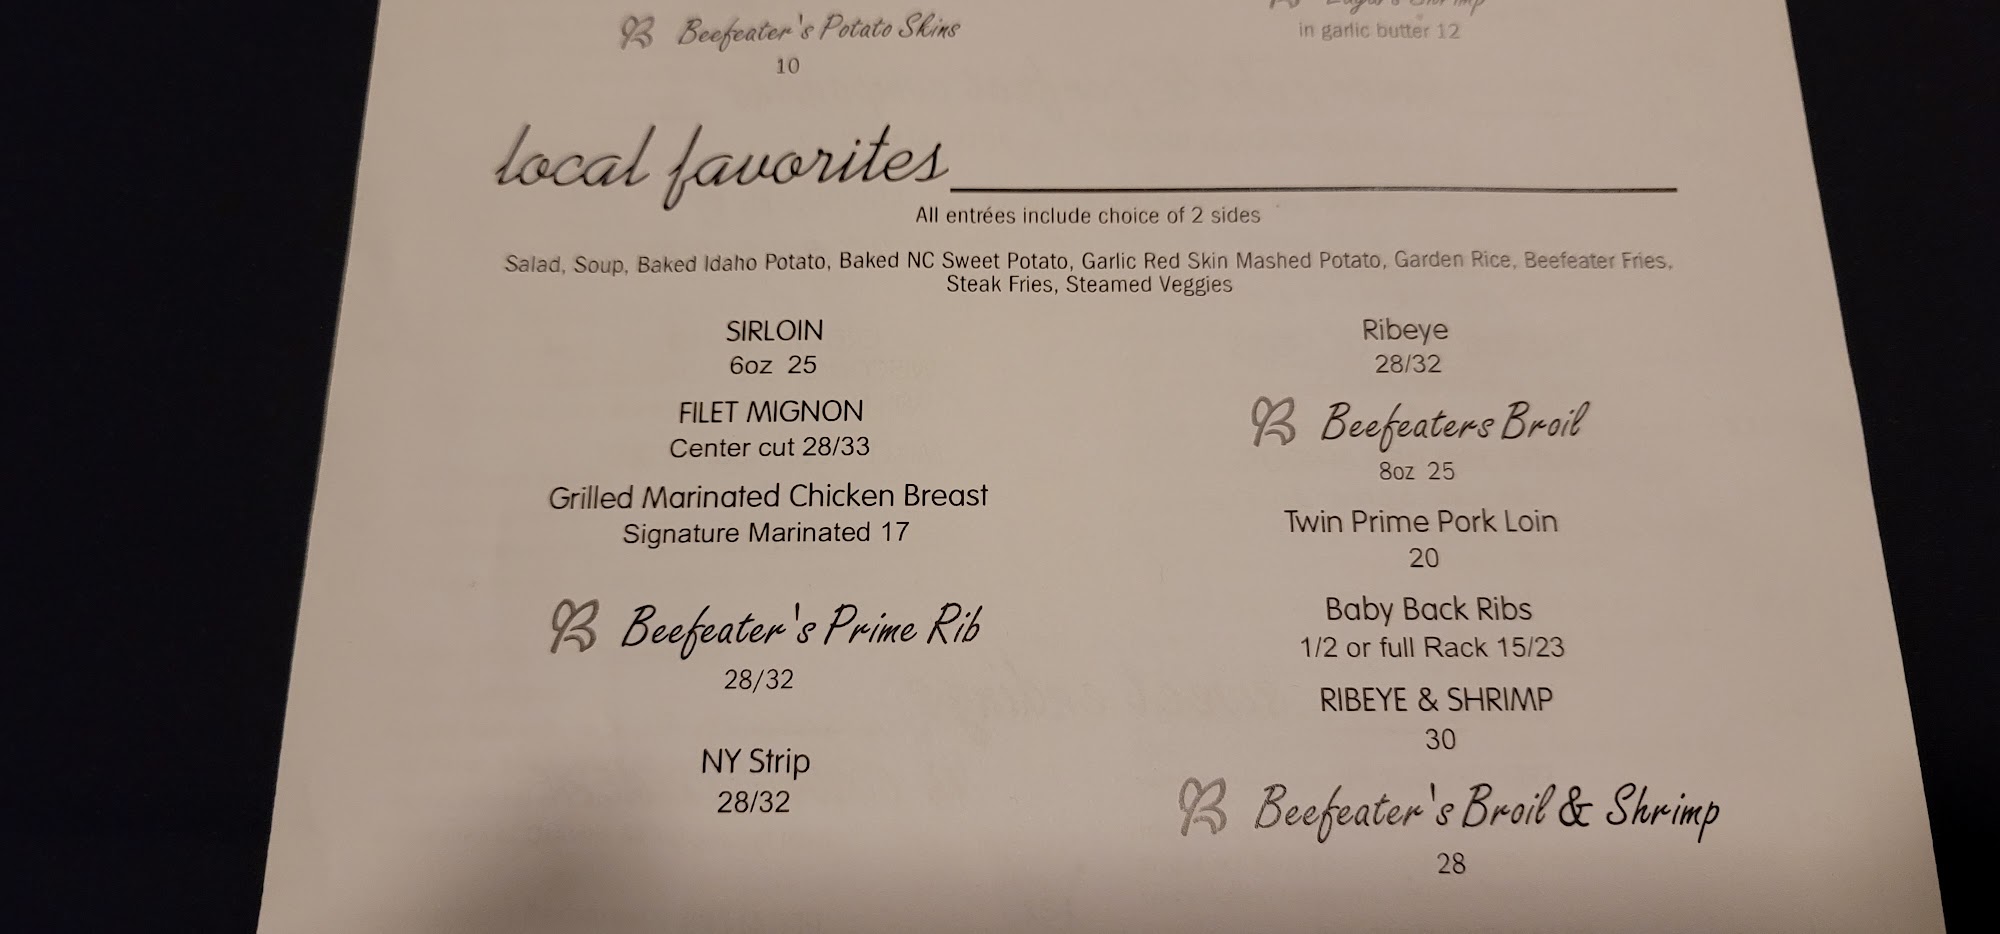 Beefeater's Potato Skins
10
Shrimp
in garlic butter 12
local favorites
All entrées include choice of 2 sides
Salad, Soup, Baked Idaho Potato, Baked NC Sweet Potato, Garlic Red Skin Mashed Potato, Garden Rice, Beefeater Fries,
Steak Fries, Steamed Veggies
SIRLOIN
6oz 25
FILET MIGNON
Center cut 28/33
Grilled Marinated Chicken Breast
Signature Marinated 17
Beefeater's Prime Rib
28/32
NY Strip
28/32
Ribeye
28/32
Beefeaters Broil
8oz 25
Twin Prime Pork Loin
20
Baby Back Ribs
1/2 or full Rack 15/23
RIBEYE & SHRIMP
30
Beefeater's Broil & Shrimp
28